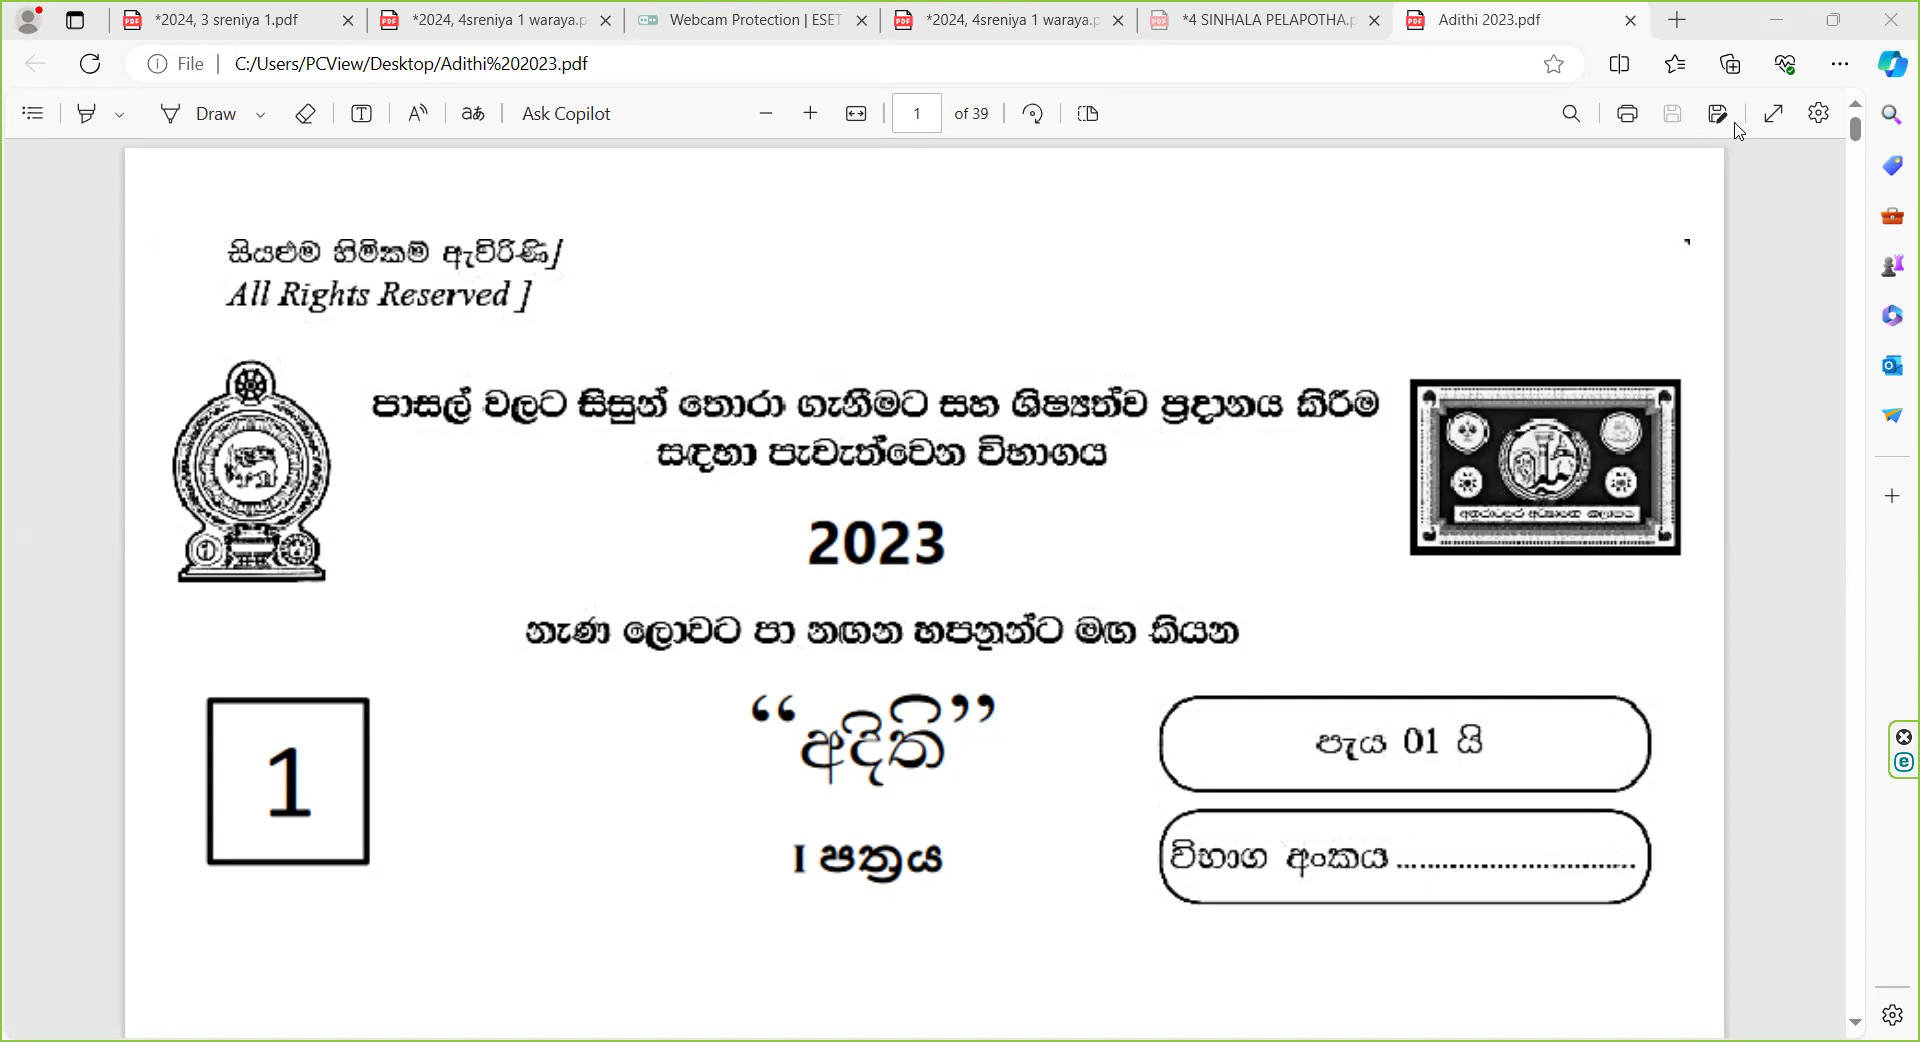 *2024, 3 sreniya 1.pdf
*2024, 4sreniya 1 waraya.p
Webcam Protection | ESET
*2024, 4sreniya 1 waraya.p
*4 SINHALA PELAPOTHA.p
Adithi 2023.pdf
File | C:/Users/PCView/Desktop/Adithi%202023.pdf
Draw
Ask Copilot
1 of 39
සියළුම හිමිකම් ඇවිරිණි]
All Rights Reserved ]
පාසල් වලට සිසුන් තොරා ගැනීමට සහ ශිෂ්‍යත්ව ප්‍රදානය කිරීම
සඳහා පැවැත්වෙන විභාගය
2023
නැණ ලොවට පා නඟන හපනුන්ට මඟ කියන
1
“අදිති”
පැය 01 යි
I පත්‍රය
විභාග අංකය ..............................